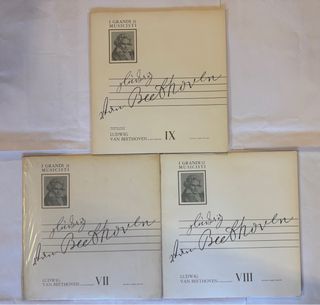 I GRANDI
MUSICISTI
Ludwig
van Beethoven
LUDWIG
VAN BEETHOVEN
IX
I GRANDI
MUSICISTI
Ludwig
van Beethoven
LUDWIG
VAN BEETHOVEN
VII
I GRANDI
MUSICISTI
Ludwig
van Beethoven
LUDWIG
VAN BEETHOVEN
VIII